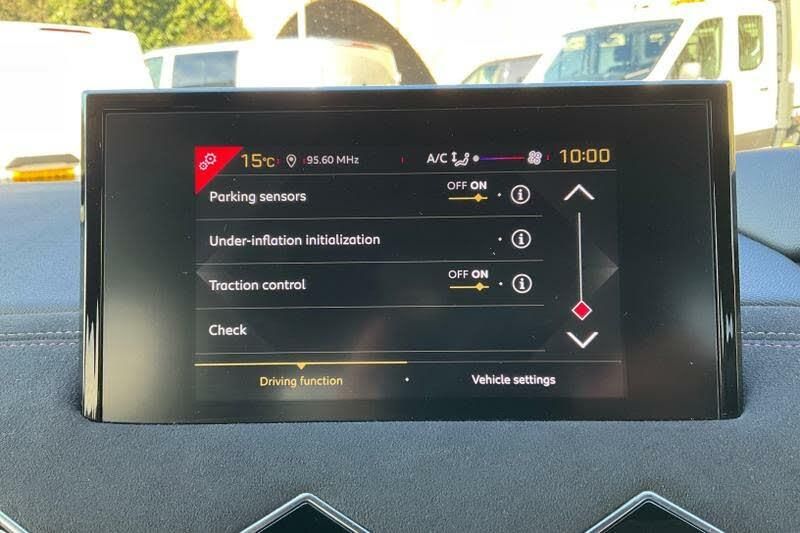 15°C 95.60 MHz A/C 10:00
Parking sensors OFF ON
Under-inflation initialization
Traction control OFF ON
Check
Driving function Vehicle settings